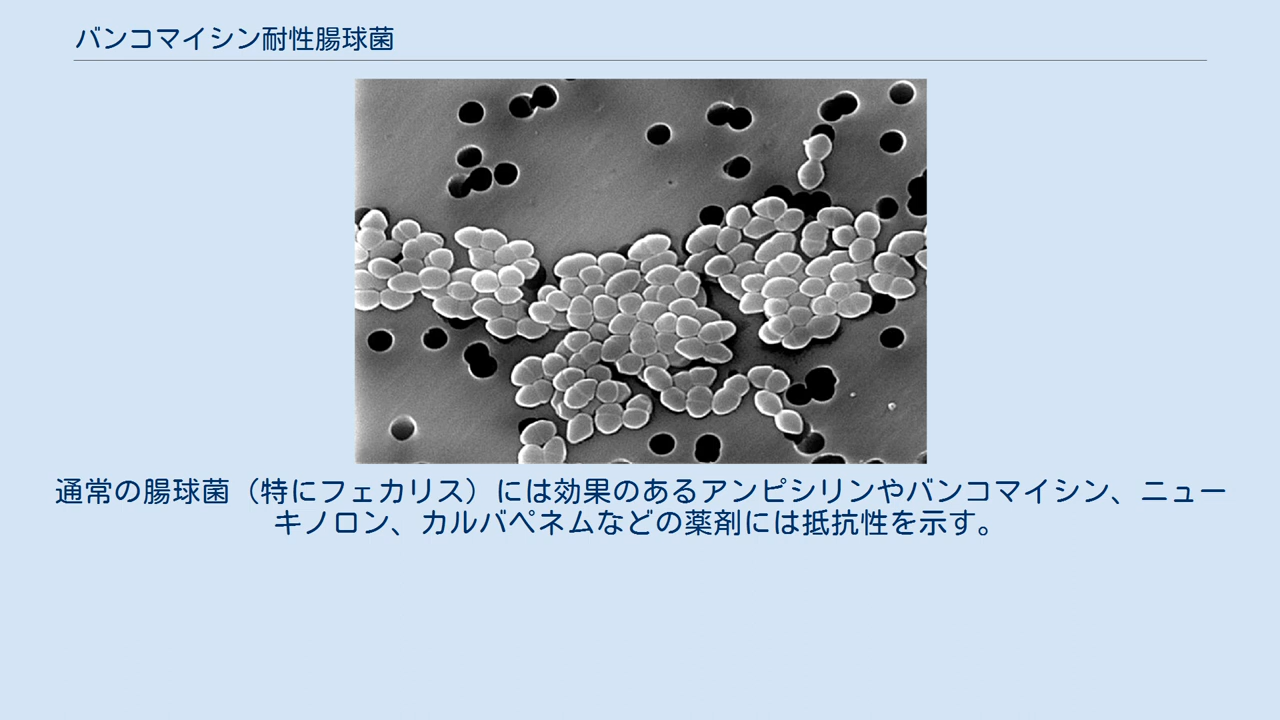 バンコマイシン耐性腸球菌
通常の腸球菌（特にフェカリス）には効果のあるアンピシリンやバンコマイシン、ニュー
キノロン、カルバペネムなどの薬剤には抵抗性を示す。